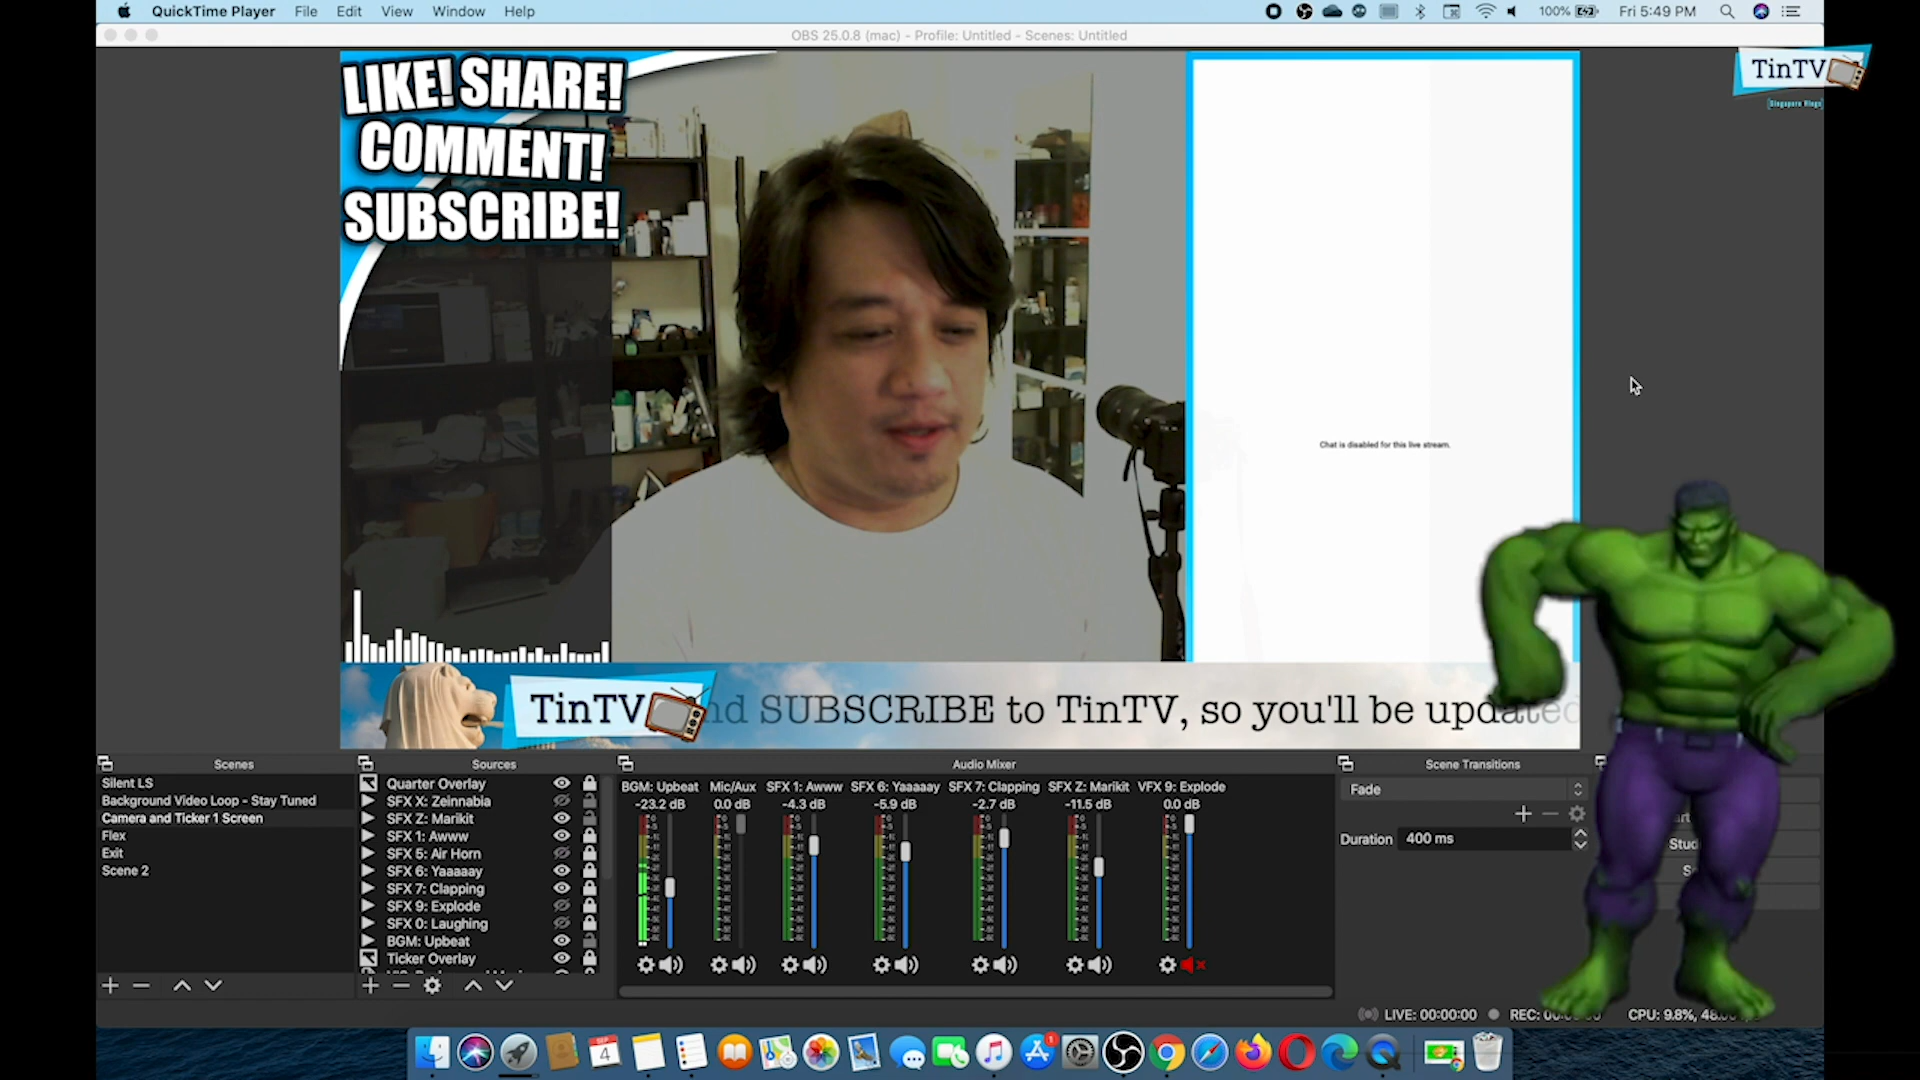 QuickTime Player File Edit View Window Help 100% Fri 5:49 PM
OBS 25.0.8 (mac) - Profile: Untitled - Scenes: Untitled
TinTV
LIKE! SHARE!
COMMENT!
SUBSCRIBE!
Chat is disabled for this live stream.
TinTV nd SUBSCRIBE to TinTV, so you'll be updated
Scenes
Silent LS
Background Video Loop - Stay Tuned
Camera and Ticker 1 Screen
Flex
Exit
Scene 2
Sources
Quarter Overlay
SFX X: Zeinnabia
SFX Z: Marikit
SFX 1: Awww
SFX 5: Air Horn
SFX 6: Yaaaaay
SFX 7: Clapping
SFX 9: Explode
SFX 0: Laughing
BGM: Upbeat
Ticker Overlay
Audio Mixer
BGM: Upbeat Mic/Aux SFX 1: Awww SFX 6: Yaaaaay SFX 7: Clapping SFX Z: Marikit VFX 9: Explode
-23.2 dB 0.0 dB -4.3 dB -5.9 dB -2.7 dB -11.5 dB 0.0 dB
Scene Transitions
Fade
Duration 400 ms
Stud
LIVE: 00:00:00 REC: CPU: 9.8%,
SEP
4